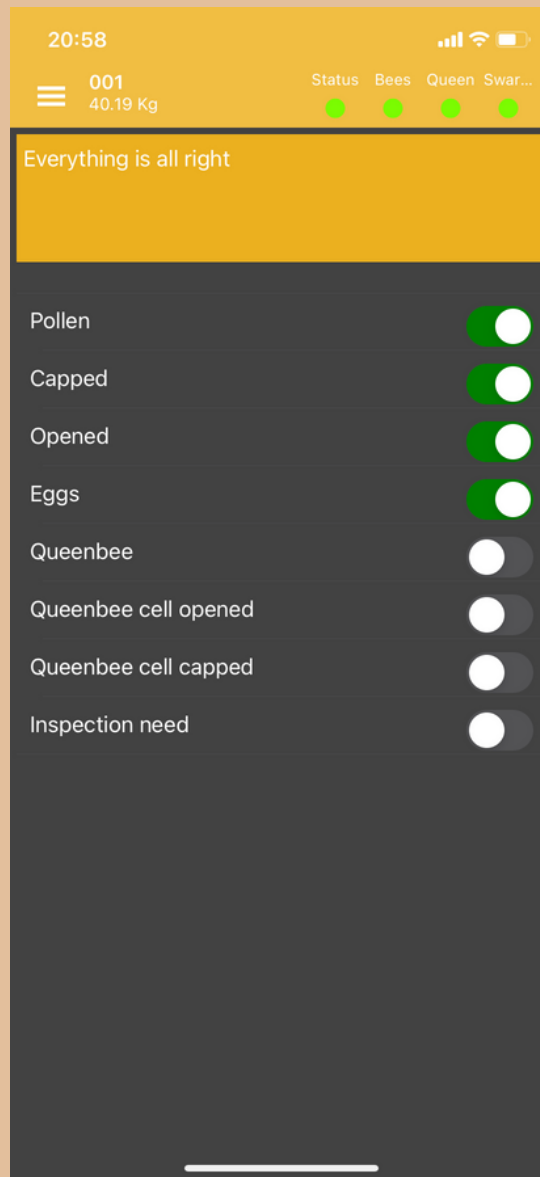 20:58
001
40.19 Kg
Status Bees Queen Swar...
Everything is all right
Pollen
Capped
Opened
Eggs
Queenbee
Queenbee cell opened
Queenbee cell capped
Inspection need